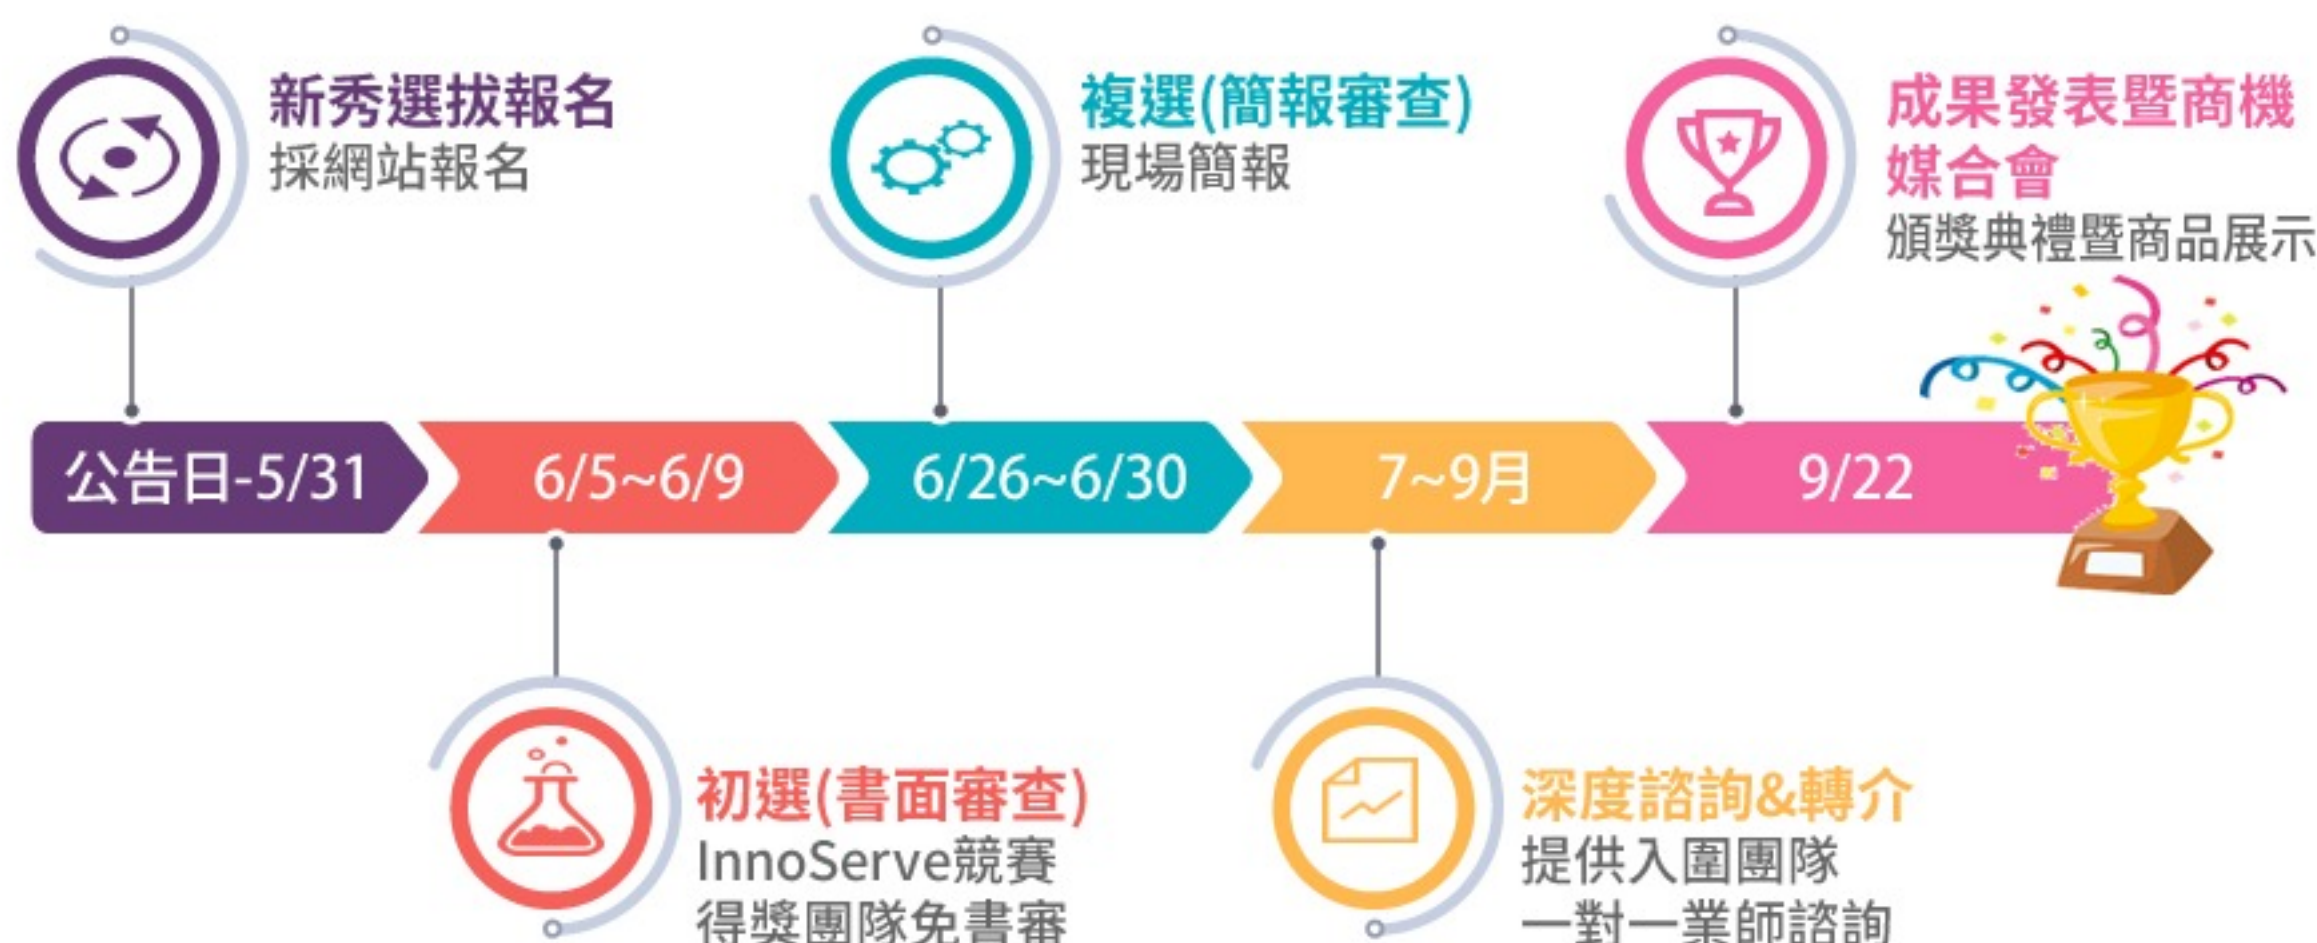 新秀選拔報名
採網站報名
複選(簡報審查)
現場簡報
成果發表暨商機
媒合會
頒獎典禮暨商品展示
公告日-5/31
6/5~6/9
6/26~6/30
7~9月
9/22
初選(書面審查)
InnoServe競賽
得獎團隊免書審
深度諮詢&轉介
提供入圍團隊
一對一業師諮詢